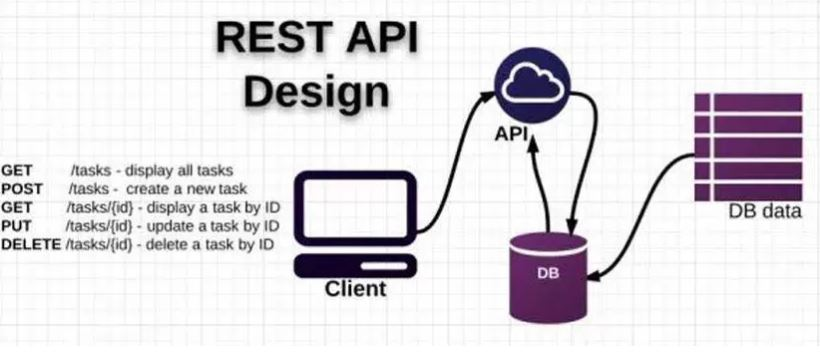 REST API
Design
API
GET /tasks - display all tasks
POST /tasks - create a new task
GET /tasks/{id} - display a task by ID
PUT /tasks/{id} - update a task by ID
DELETE /tasks/{id} - delete a task by ID
Client
DB
DB data